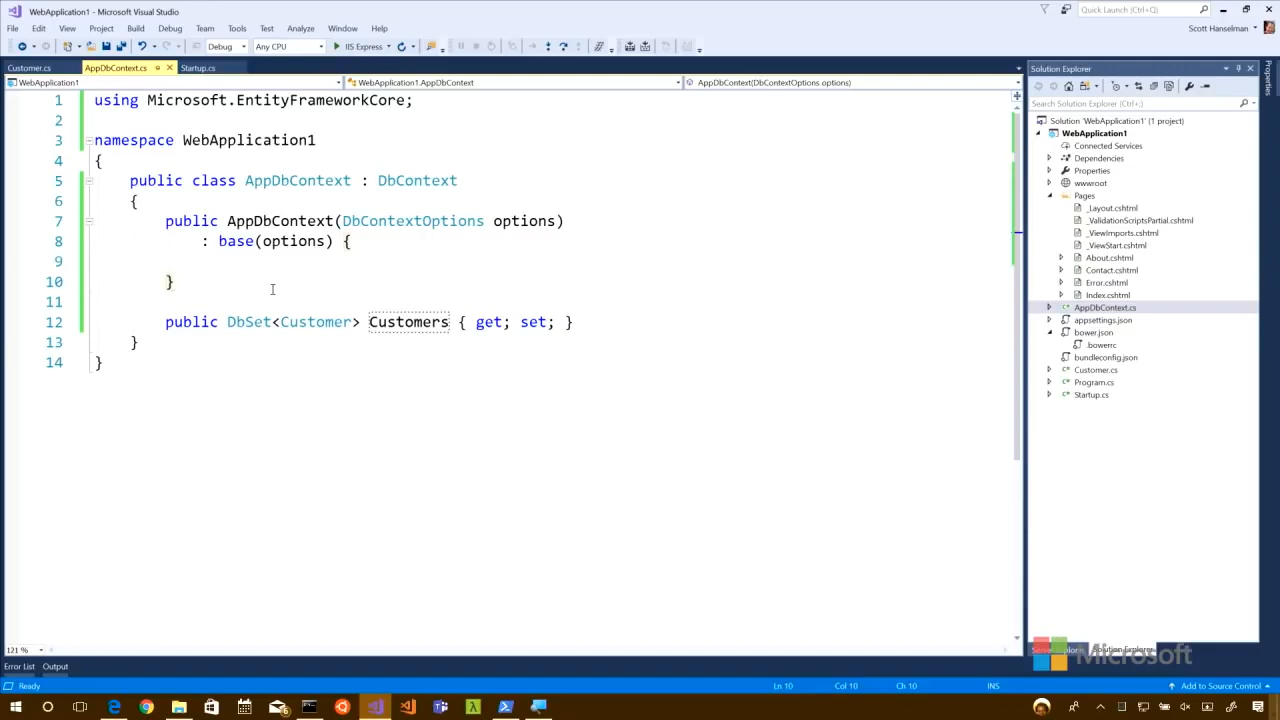 WebApplication1 - Microsoft Visual Studio
Quick Launch (Ctrl+Q)
File Edit View Project Build Debug Team Tools Test Analyze Window Help
Scott Hanselman
Debug Any CPU IIS Express
Customer.cs AppDbContext.cs Startup.cs
WebApplication1 WebApplication1.AppDbContext AppDbContext(DbContextOptions options)
1 using Microsoft.EntityFrameworkCore;
2
3 namespace WebApplication1
4 {
5 public class AppDbContext : DbContext
6 {
7 public AppDbContext(DbContextOptions options)
8 : base(options) {
9
10 }
11
12 public DbSet<Customer> Customers { get; set; }
13 }
14 }
121 %
Error List Output
Ready Ln 10 Col 10 Ch 10 INS Add to Source Control
Solution Explorer
Search Solution Explorer (Ctrl+;)
Solution 'WebApplication1' (1 project)
WebApplication1
Connected Services
Dependencies
Properties
wwwroot
Pages
_Layout.cshtml
_ValidationScriptsPartial.cshtml
_ViewImports.cshtml
_ViewStart.cshtml
About.cshtml
Contact.cshtml
Error.cshtml
Index.cshtml
AppDbContext.cs
appsettings.json
bower.json
.bowerrc
bundleconfig.json
Customer.cs
Program.cs
Startup.cs
Solution Explorer
Microsoft
Properties